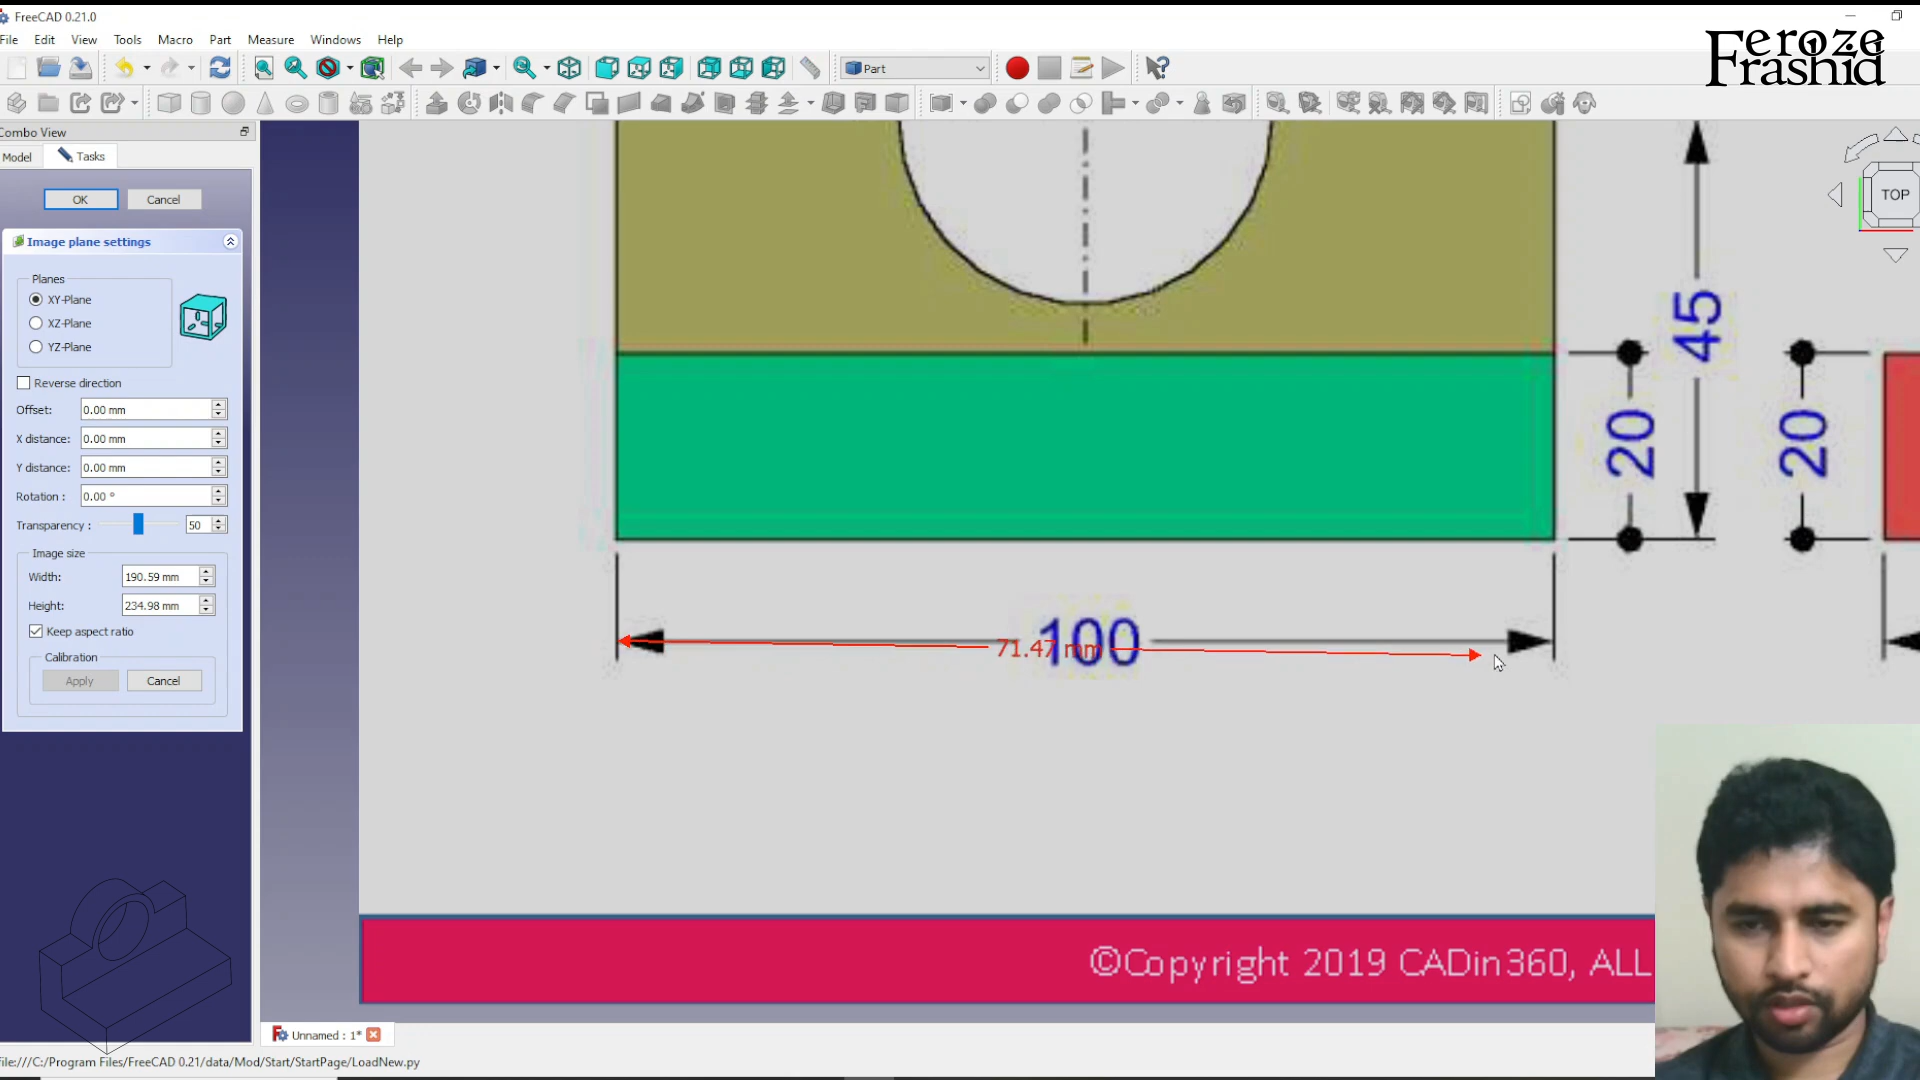 FreeCAD 0.21.0
File Edit View Tools Macro Part Measure Windows Help
Feroze
Frashid
Part
Combo View
Model Tasks
OK Cancel
Image plane settings
Planes
XY-Plane
XZ-Plane
YZ-Plane
Reverse direction
Offset: 0.00 mm
X distance: 0.00 mm
Y distance: 0.00 mm
Rotation : 0.00 °
Transparency : 50
Image size
Width: 190.59 mm
Height: 234.98 mm
Keep aspect ratio
Calibration
Apply Cancel
TOP
45
20
20
100
71.47 mm
©Copyright 2019 CADin360, ALL
Unnamed : 1*
File:///C:/Program Files/FreeCAD 0.21/data/Mod/Start/StartPage/LoadNew.py